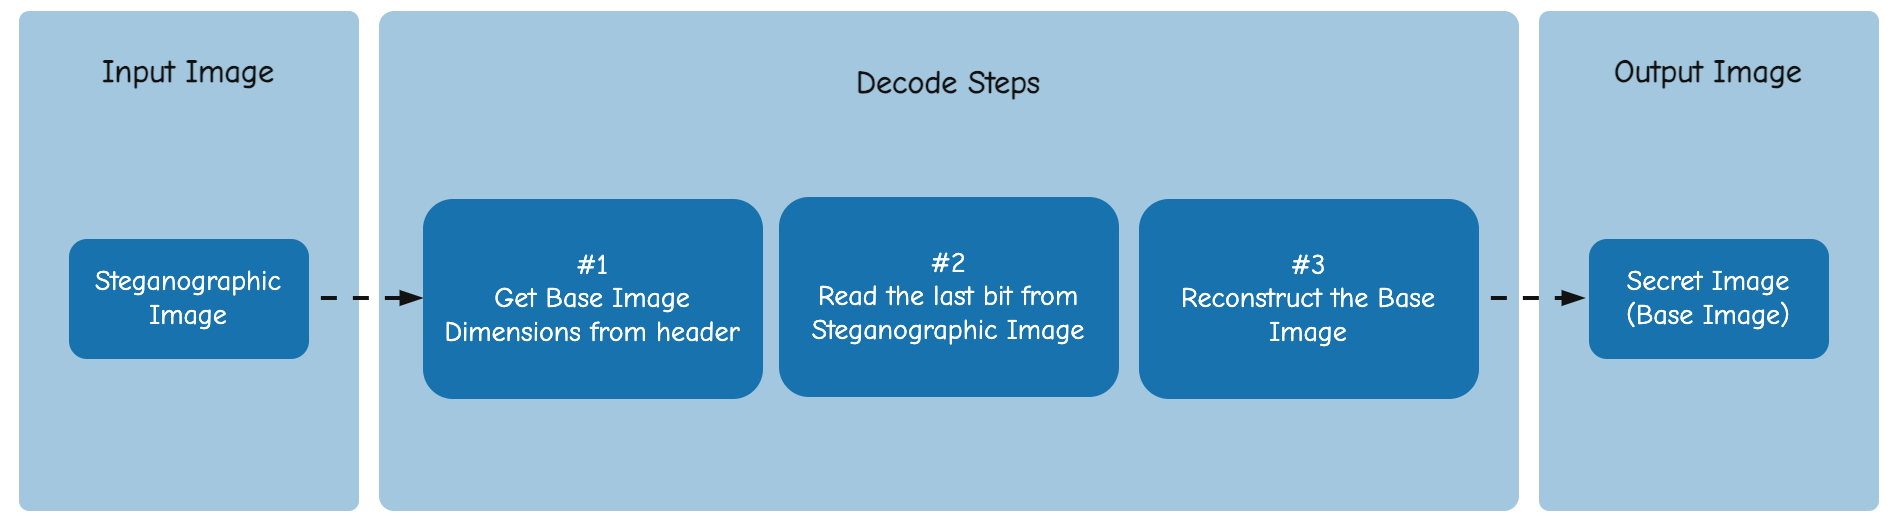 Input Image
Steganographic
Image
Decode Steps
#1
Get Base Image
Dimensions from header
#2
Read the last bit from
Steganographic Image
#3
Reconstruct the Base
Image
Output Image
Secret Image
(Base Image)